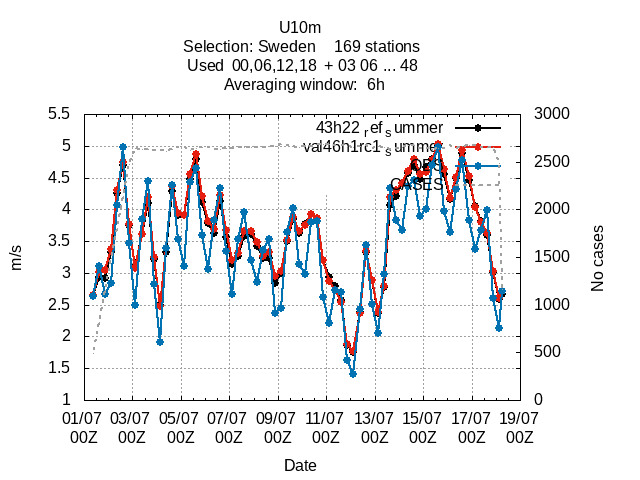 U10m
Selection: Sweden 169 stations
Used 00,06,12,18 + 03 06 ... 48
Averaging window: 6h
5.5
5
4.5
4
3.5
3
2.5
2
1.5
1
m/s
3000
2500
2000
1500
1000
500
0
No cases
43h22 ref summer
val46h1rc1 summer
OBS
CASES
01/07 03/07 05/07 07/07 09/07 11/07 13/07 15/07 17/07 19/07
00Z 00Z 00Z 00Z 00Z 00Z 00Z 00Z 00Z 00Z
Date